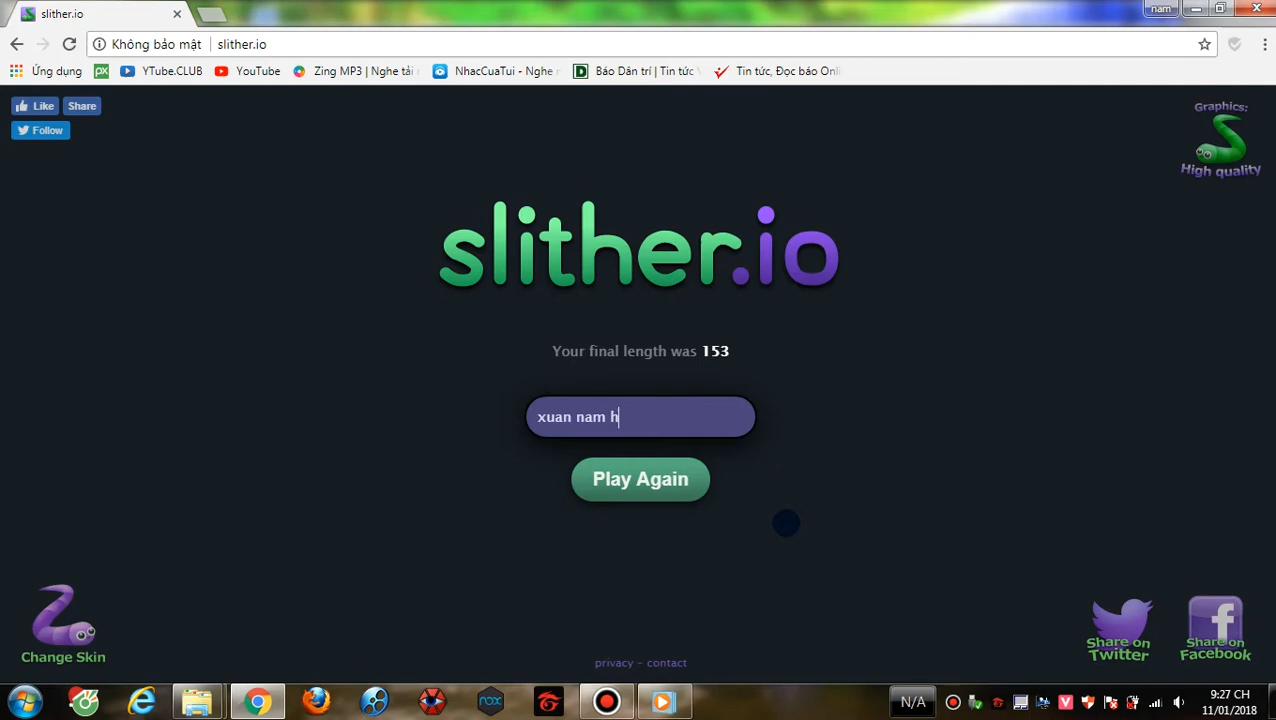 slither.io
nam
Không bảo mật | slither.io
Ứng dụng YTube.CLUB YouTube Zing MP3 | Nghe tải NhacCuaTui - Nghe Báo Dân trí | Tin tức Tin tức, Đọc báo Onli
Like Share
Follow
Graphics:
High quality
slither.io
Your final length was 153
xuan nam h
Play Again
Change Skin
Share on
Twitter
Share on
Facebook
privacy - contact
N/A
9:27 CH
11/01/2018